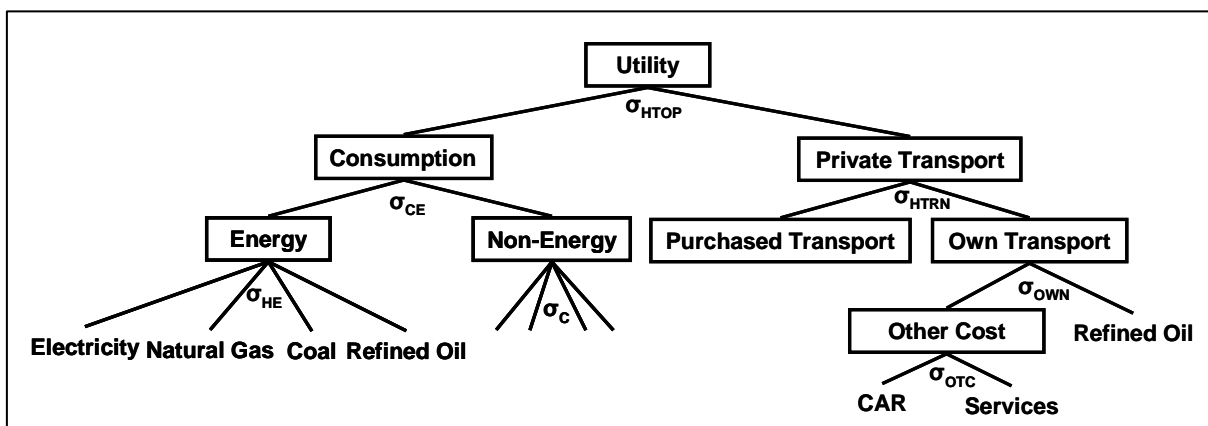 Utility
σHTOP
Consumption
Private Transport
σCE
σHTRN
Energy
Non-Energy
Purchased Transport
Own Transport
σHE
σC
σOWN
Electricity
Natural Gas
Coal
Refined Oil
Other Cost
Refined Oil
σOTC
CAR
Services